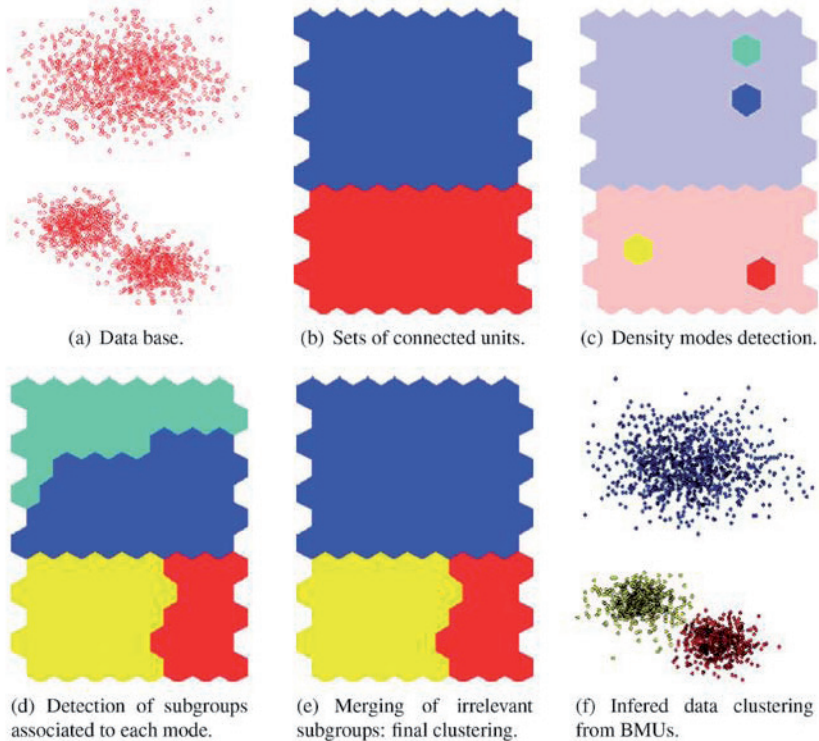 (a) Data base.
(b) Sets of connected units.
(c) Density modes detection.
(d) Detection of subgroups
associated to each mode.
(e) Merging of irrelevant
subgroups: final clustering.
(f) Infered data clustering
from BMUs.